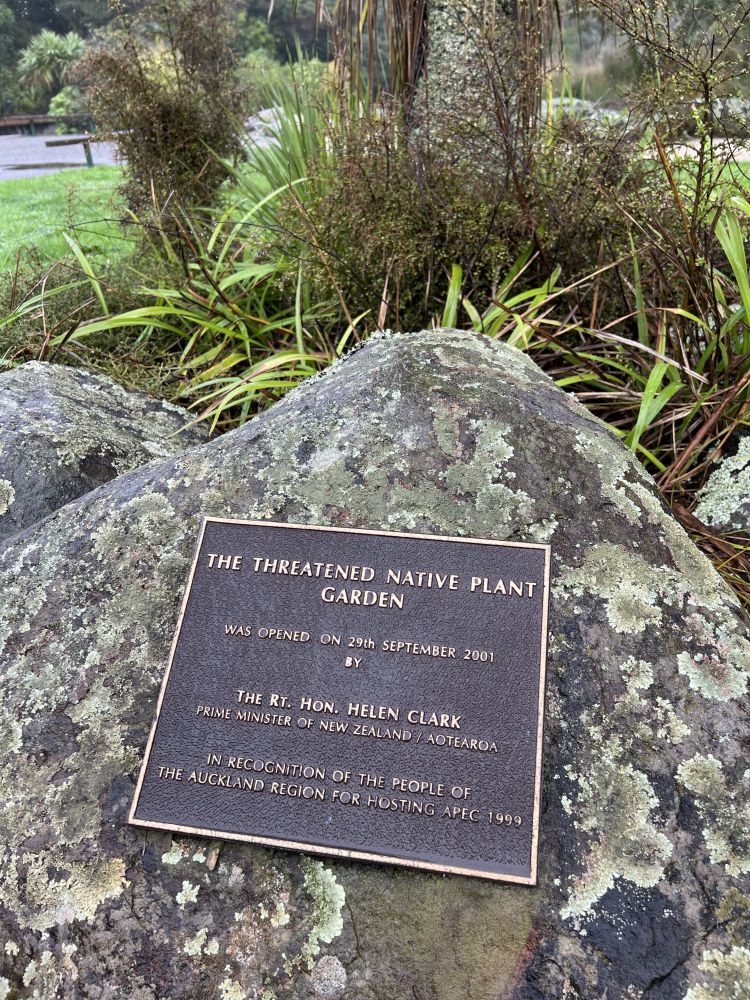 THE THREATENED NATIVE PLANT
GARDEN
WAS OPENED ON 29th SEPTEMBER 2001
BY
THE RT. HON. HELEN CLARK
PRIME MINISTER OF NEW ZEALAND / AOTEAROA
IN RECOGNITION OF THE PEOPLE OF
THE AUCKLAND REGION FOR HOSTING APEC 1999